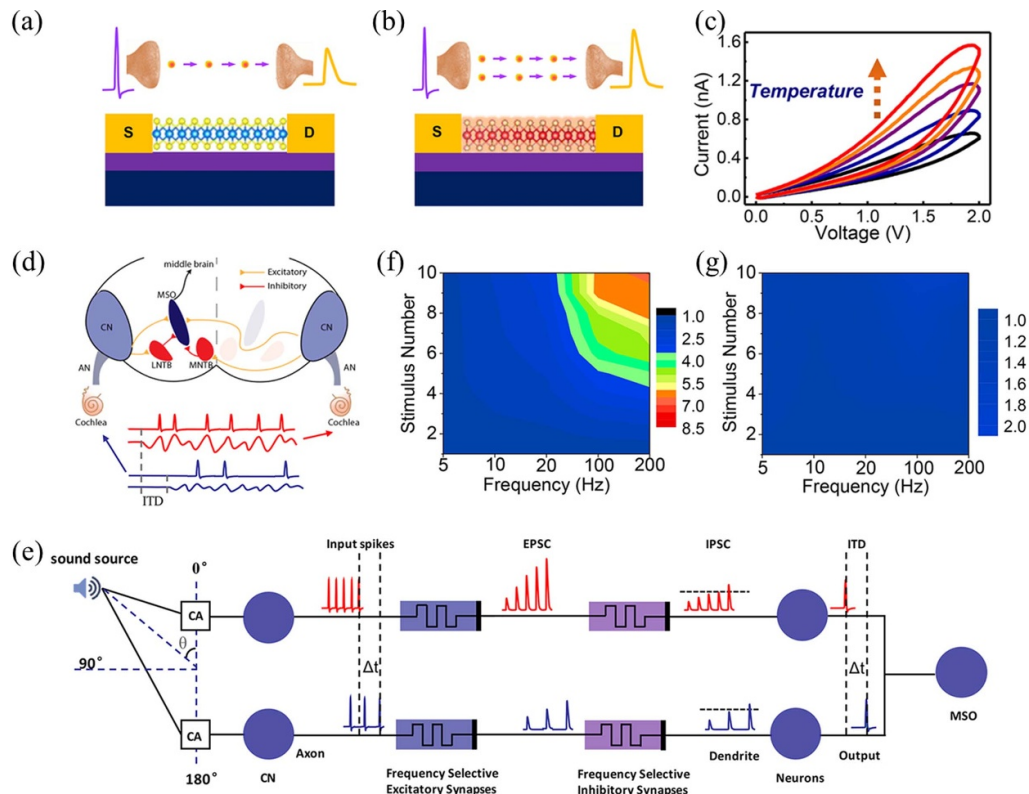 (a)
S
D
(b)
S
D
(c)
Current (nA)
1.6
1.2
0.8
0.4
0.0
Temperature
0.0
0.5
1.0
1.5
2.0
Voltage (V)
(d)
middle brain
Excitatory
Inhibitory
MSO
CN
CN
LNTB
MNTB
AN
AN
Cochlea
Cochlea
ITD
(f)
Stimulus Number
10
8
6
4
2
5
10
20
100
200
Frequency (Hz)
1.0
2.5
4.0
5.5
7.0
8.5
(g)
Stimulus Number
10
8
6
4
2
5
10
20
100
200
Frequency (Hz)
1.0
1.2
1.4
1.6
1.8
2.0
(e)
sound source
0°
θ
90°
180°
CA
CA
CN
Axon
Input spikes
Δt
EPSC
IPSC
ITD
Δt
Frequency Selective
Excitatory Synapses
Frequency Selective
Inhibitory Synapses
Dendrite
Neurons
Output
MSO